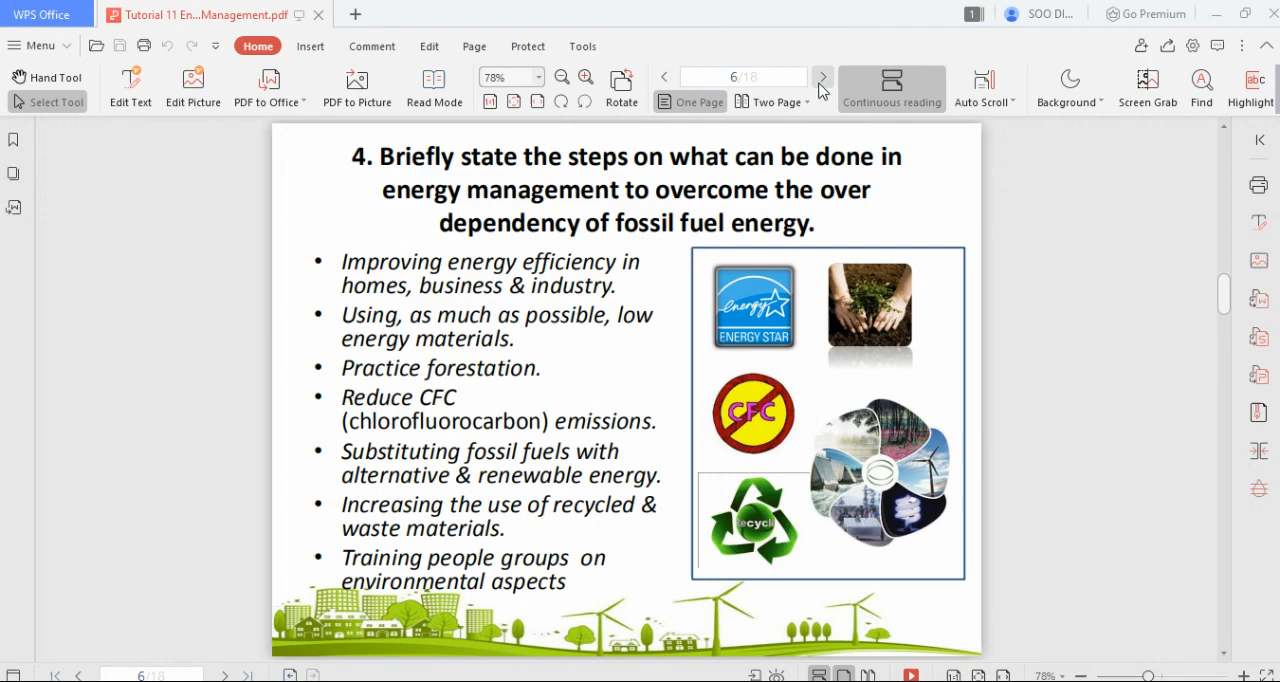 WPS Office
Tutorial 11 En...Management.pdf
1
SOO DI...
Go Premium
Menu
Home
Insert
Comment
Edit
Page
Protect
Tools
Hand Tool
Select Tool
Edit Text
Edit Picture
PDF to Office
PDF to Picture
Read Mode
78%
Rotate
6/18
One Page
Two Page
Continuous reading
Auto Scroll
Background
Screen Grab
Find
Highlight
4. Briefly state the steps on what can be done in
energy management to overcome the over
dependency of fossil fuel energy.
• Improving energy efficiency in
homes, business & industry.
• Using, as much as possible, low
energy materials.
• Practice forestation.
• Reduce CFC
(chlorofluorocarbon) emissions.
• Substituting fossil fuels with
alternative & renewable energy.
• Increasing the use of recycled &
waste materials.
• Training people groups on
environmental aspects
energy
ENERGY STAR
CFC
Recycle
6/18
78%